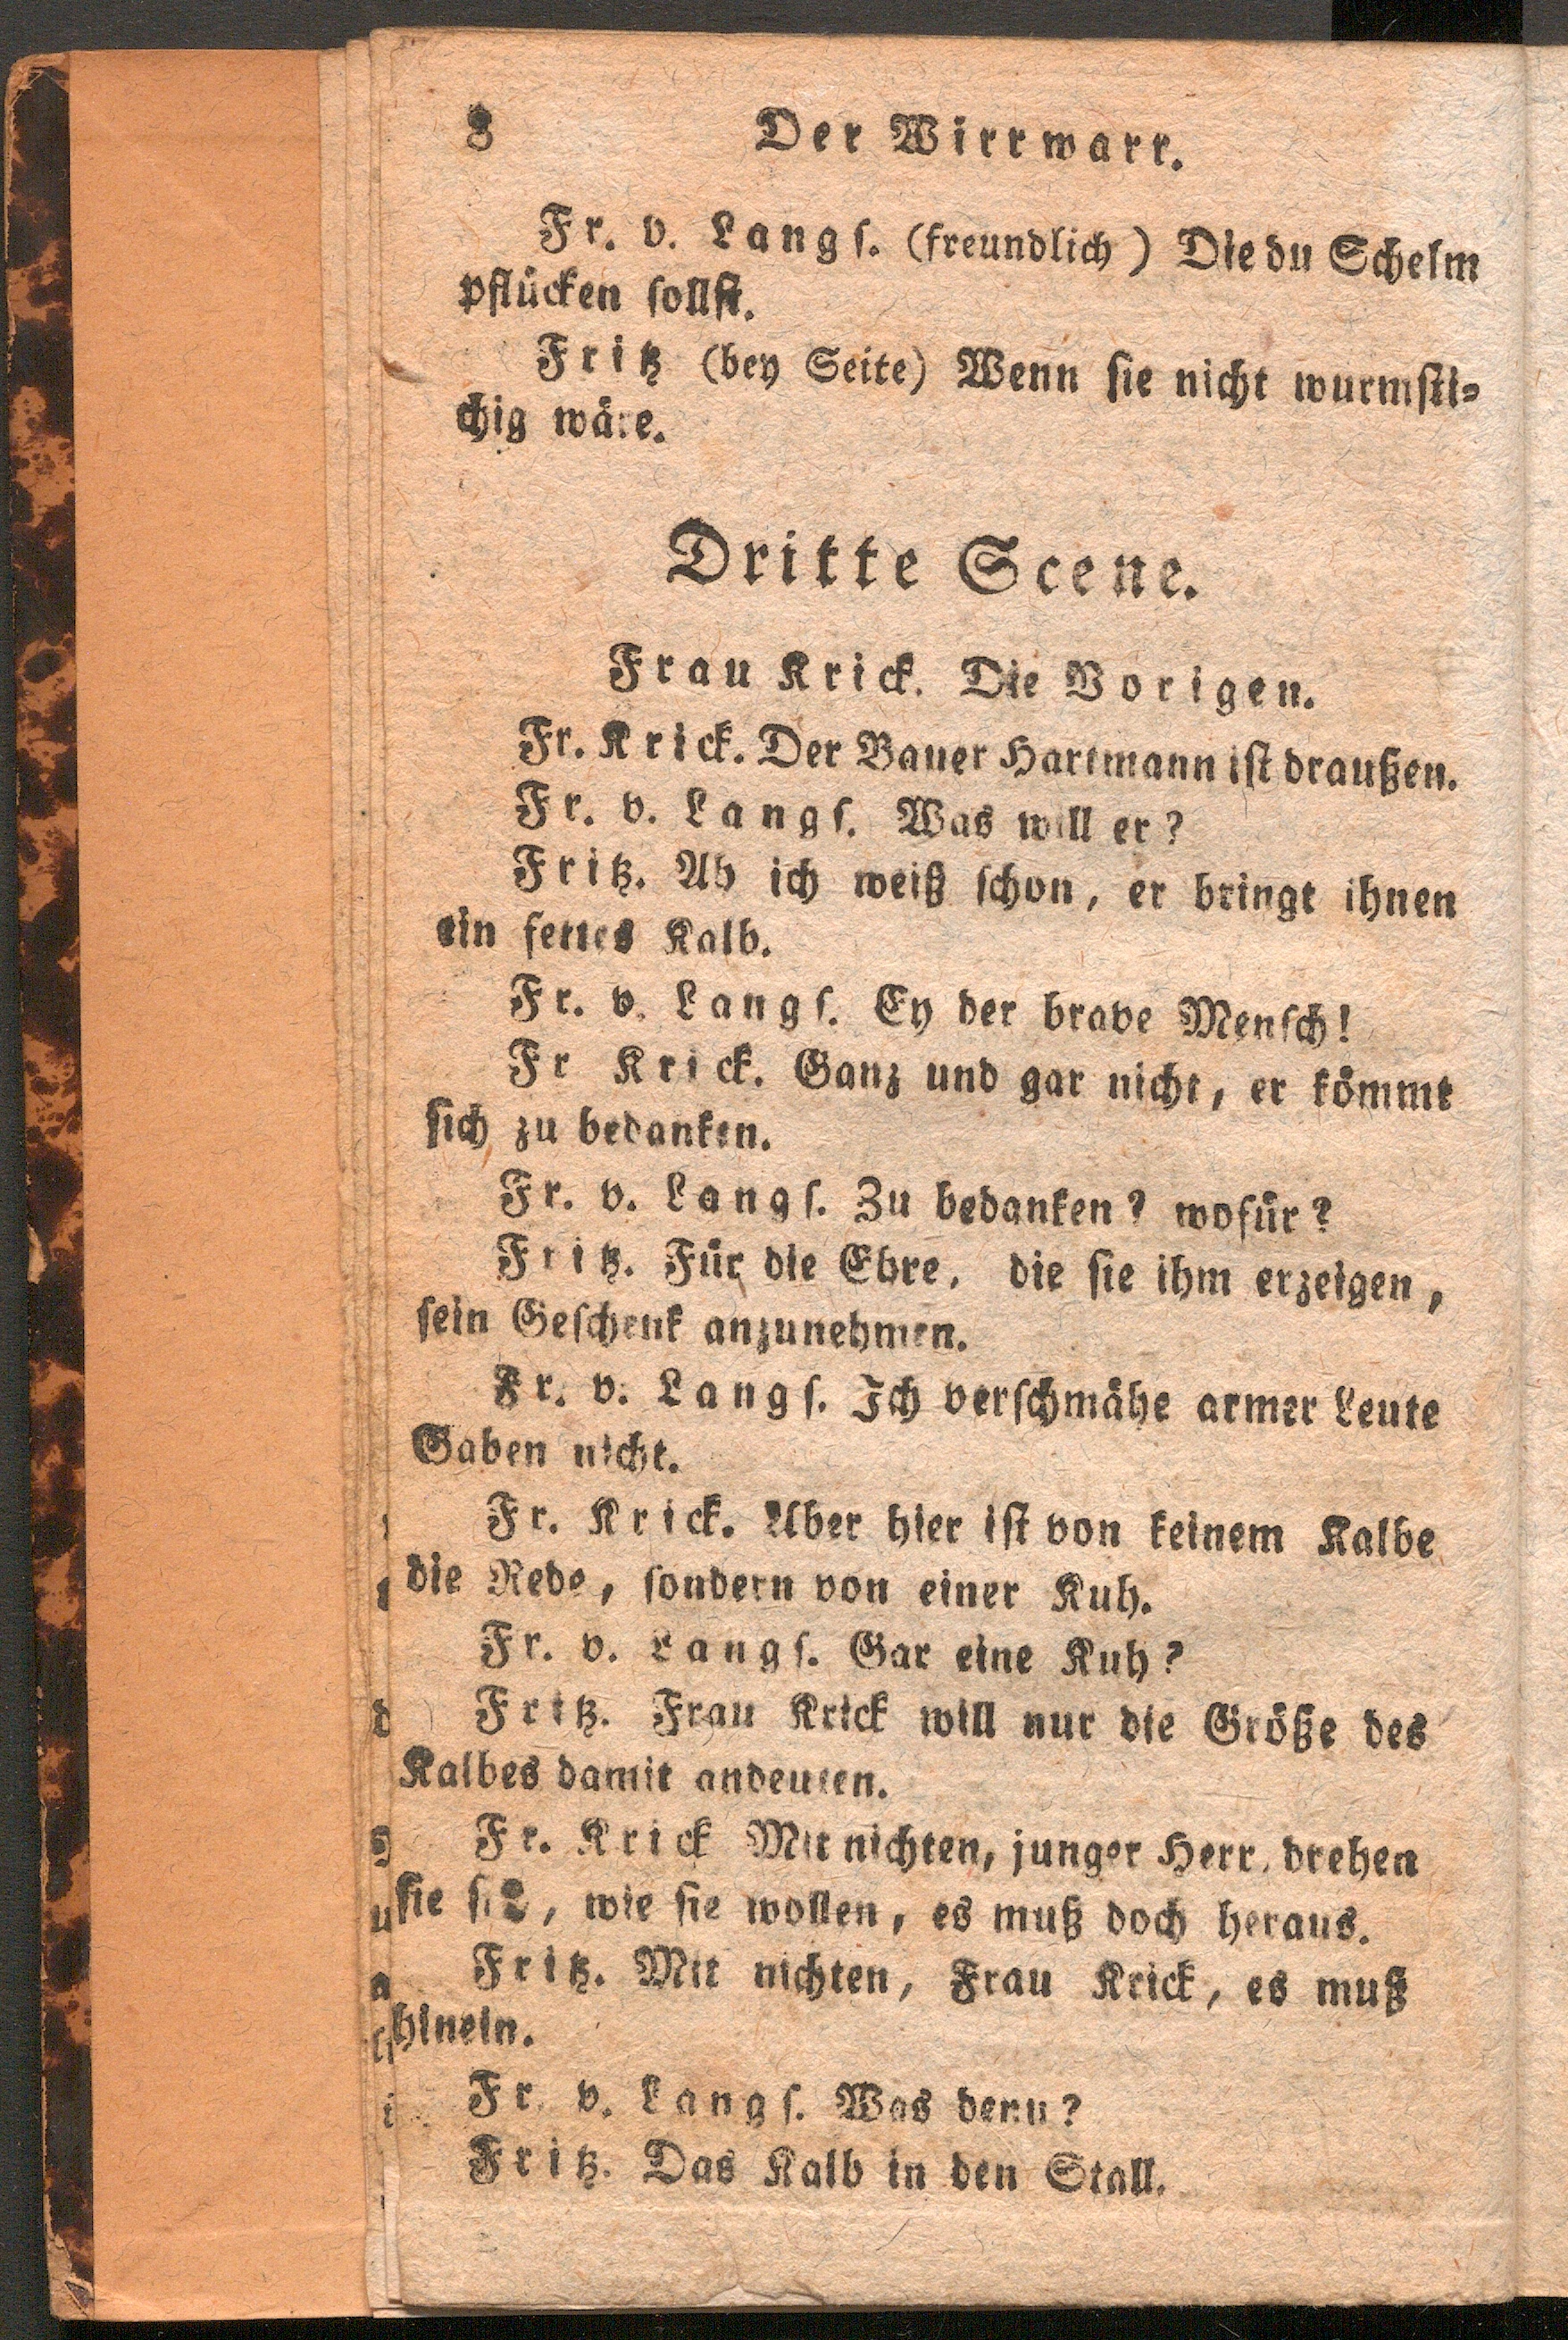 8 Der Wirrwarr.
Fr. v. Langſ. (freundlich) Die du Schelm
pflücken ſollſt.
Fritz (bey Seite) Wenn ſie nicht wurmſti⸗
chig wäre.
Dritte Scene.
Frau Krick. Die Vorigen.
Fr. Krick. Der Bauer Hartmann iſt draußen.
Fr. v. Langſ. Was will er?
Fritz. Ah ich weiß ſchon, er bringt ihnen
ein fettes Kalb.
Fr. v. Langſ. Ey der brave Menſch!
Fr Krick. Ganz und gar nicht, er kömmt
ſich zu bedanken.
Fr. v. Langſ. Zu bedanken? wofür?
Fritz. Für die Ehre, die ſie ihm erzeigen,
ſein Geſchenk anzunehmen.
Fr. v. Langſ. Ich verſchmähe armer Leute
Gaben nicht.
Fr. Krick. Aber hier iſt von keinem Kalbe
die Rede, ſondern von einer Kuh.
Fr. v. Langſ. Gar eine Kuh?
Fritz. Frau Krick will nur die Größe des
Kalbes damit andeuten.
Fr. Krick Mit nichten, junger Herr, drehen
ſie , wie ſie wollen, es muß doch heraus.
Fritz. Mit nichten, Frau Krick, es muß
hinein.
Fr. v. Langſ. Was denn?
Fritz. Das Kalb in den Stall.